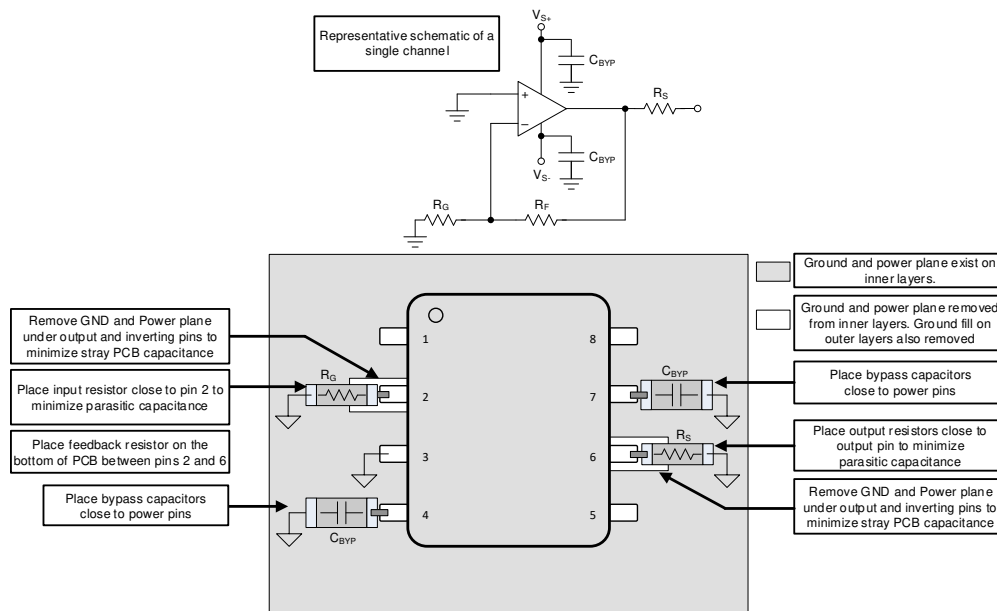 Representative schematic of a
single channel
VS+
CBYP
RS
+
−
CBYP
VS-
RG
RF
Ground and power plane exist on
inner layers.
Ground and power plane removed
from inner layers. Ground fill on
outer layers also removed
Remove GND and Power plane
under output and inverting pins to
minimize stray PCB capacitance
Place input resistor close to pin 2 to
minimize parasitic capacitance
Place feedback resistor on the
bottom of PCB between pins 2 and 6
Place bypass capacitors
close to power pins
RG
CBYP
1
2
3
4
8
7
6
5
CBYP
RS
Place bypass capacitors
close to power pins
Place output resistors close to
output pin to minimize
parasitic capacitance
Remove GND and Power plane
under output and inverting pins to
minimize stray PCB capacitance